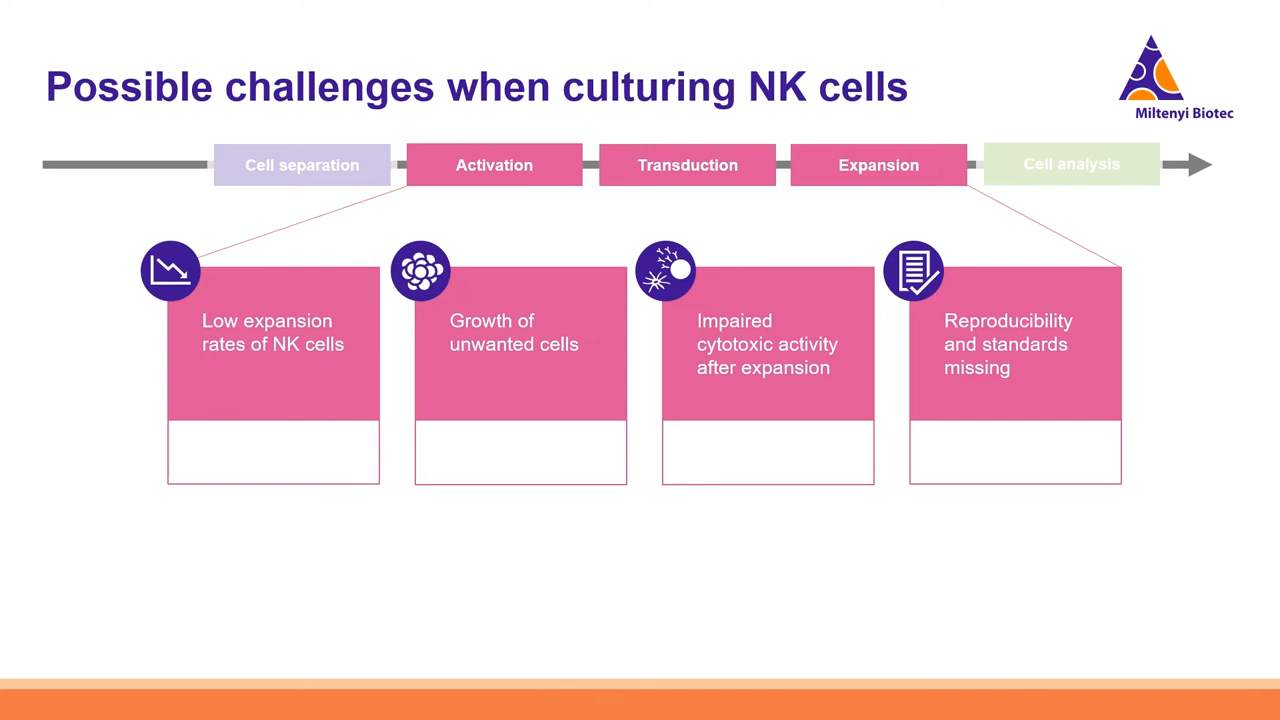 Possible challenges when culturing NK cells
Miltenyi Biotec
Cell separation
Activation
Transduction
Expansion
Cell analysis
Low expansion
rates of NK cells
Growth of
unwanted cells
Impaired
cytotoxic activity
after expansion
Reproducibility
and standards
missing